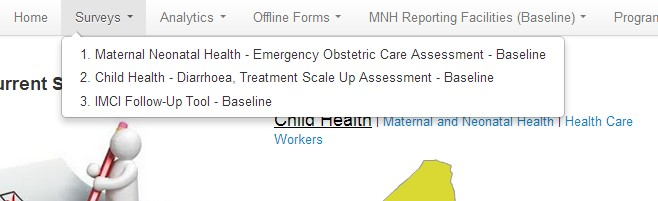 Home Surveys Analytics Offline Forms MNH Reporting Facilities (Baseline) Program
1. Maternal Neonatal Health - Emergency Obstetric Care Assessment - Baseline
2. Child Health - Diarrhoea, Treatment Scale Up Assessment - Baseline
3. IMCI Follow-Up Tool - Baseline
urrent S
Child Health | Maternal and Neonatal Health | Health Care
Workers